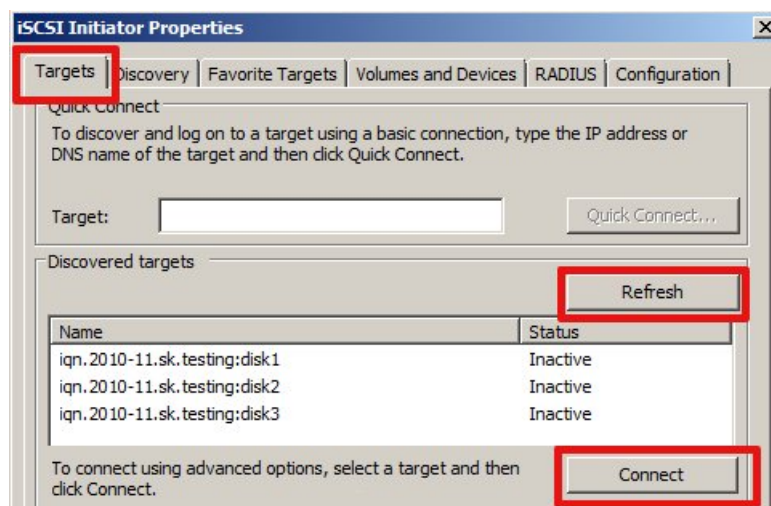 iSCSI Initiator Properties
Targets Discovery Favorite Targets Volumes and Devices RADIUS Configuration
Quick Connect
To discover and log on to a target using a basic connection, type the IP address or
DNS name of the target and then click Quick Connect.
Target:
Quick Connect...
Discovered targets
Refresh
Name Status
iqn.2010-11.sk.testing:disk1 Inactive
iqn.2010-11.sk.testing:disk2 Inactive
iqn.2010-11.sk.testing:disk3 Inactive
To connect using advanced options, select a target and then
click Connect.
Connect